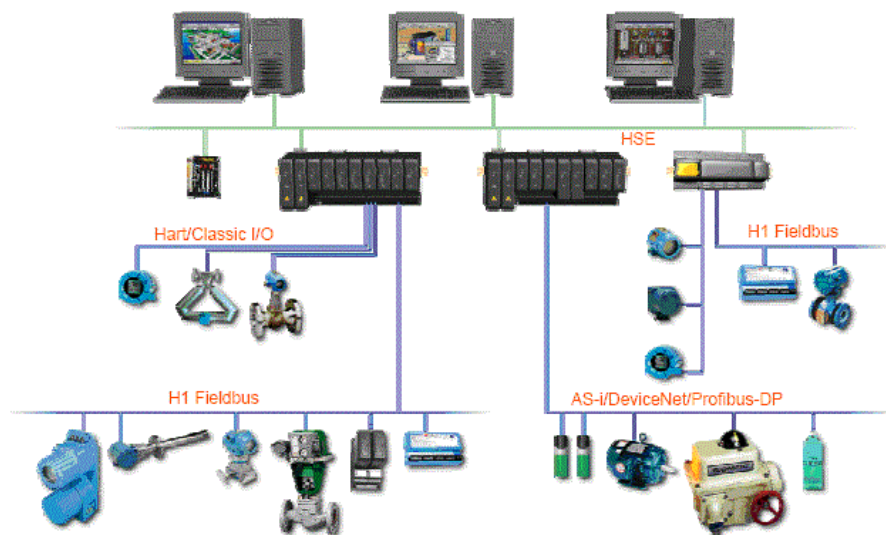 HSE
Hart/Classic I/O
H1 Fieldbus
H1 Fieldbus
AS-i/DeviceNet/Profibus-DP